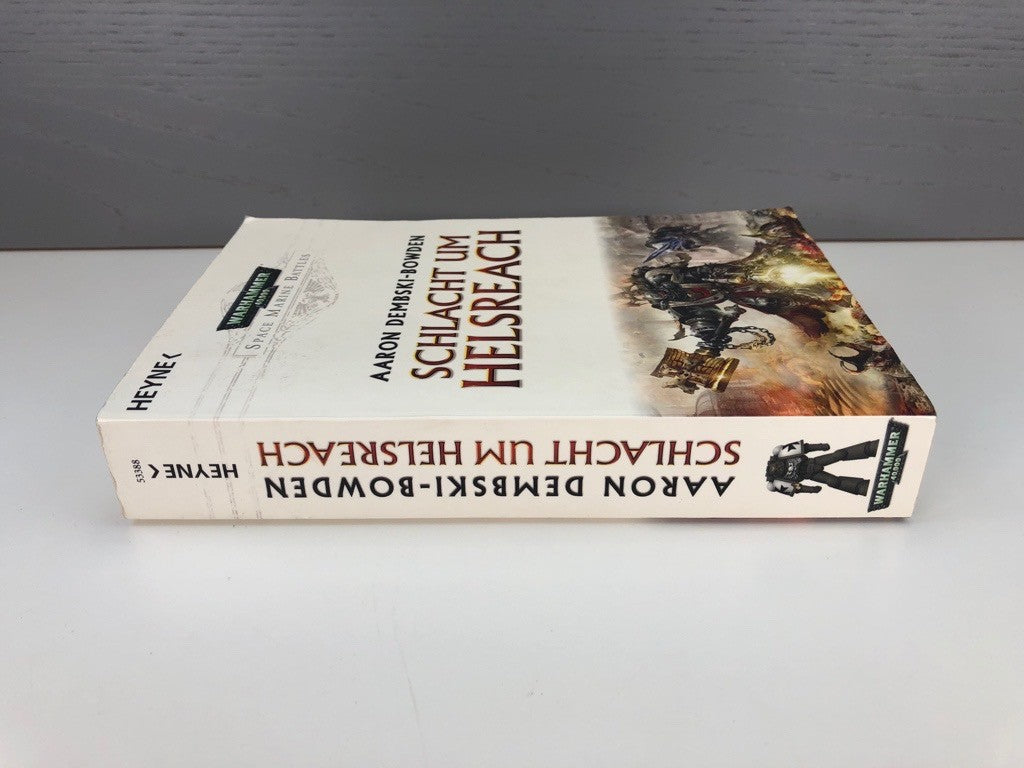 HEYNE<
WARHAMMER
40,000
SPACE MARINE BATTLES
AARON DEMBSKI-BOWDEN
SCHLACHT UM
HELSREACH
WARHAMMER
40,000
AARON DEMBSKI-BOWDEN
SCHLACHT UM HELSREACH
HEYNE<
53388